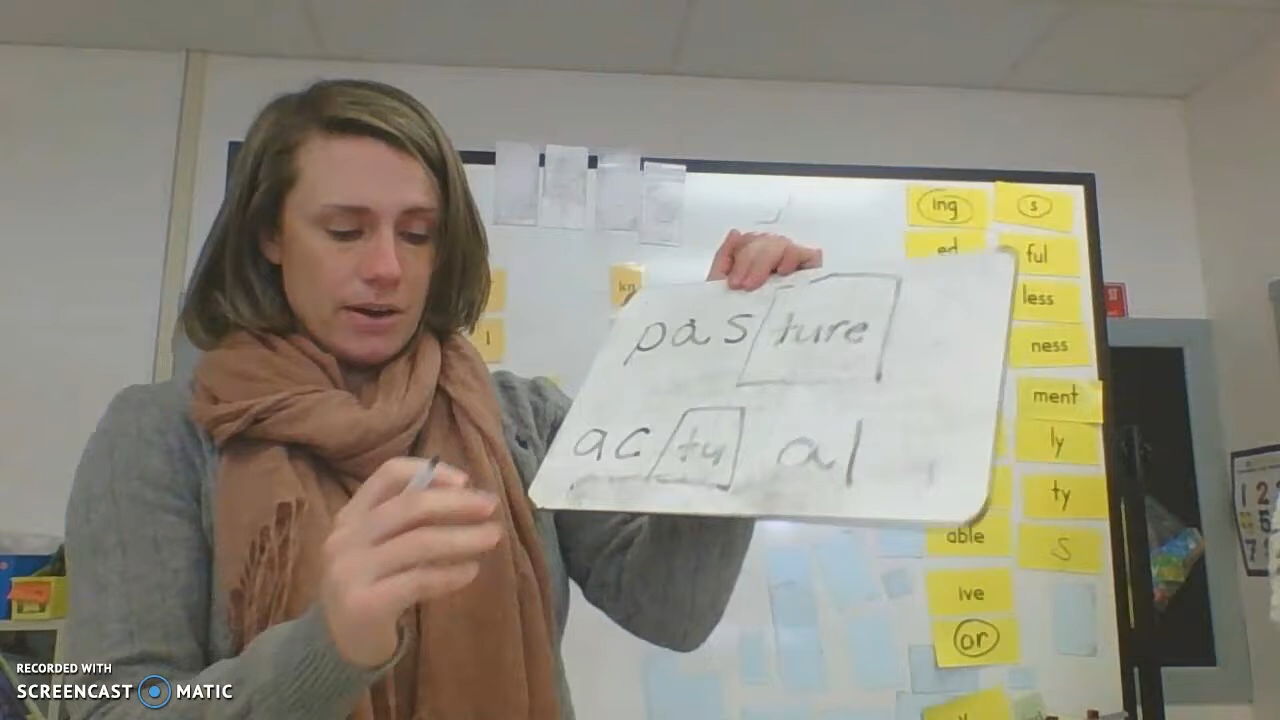 ing
s
ed
ful
less
ness
ment
ly
ty
S
able
ive
or
kn
pas ture
ac tu al
RECORDED WITH
SCREENCAST MATIC